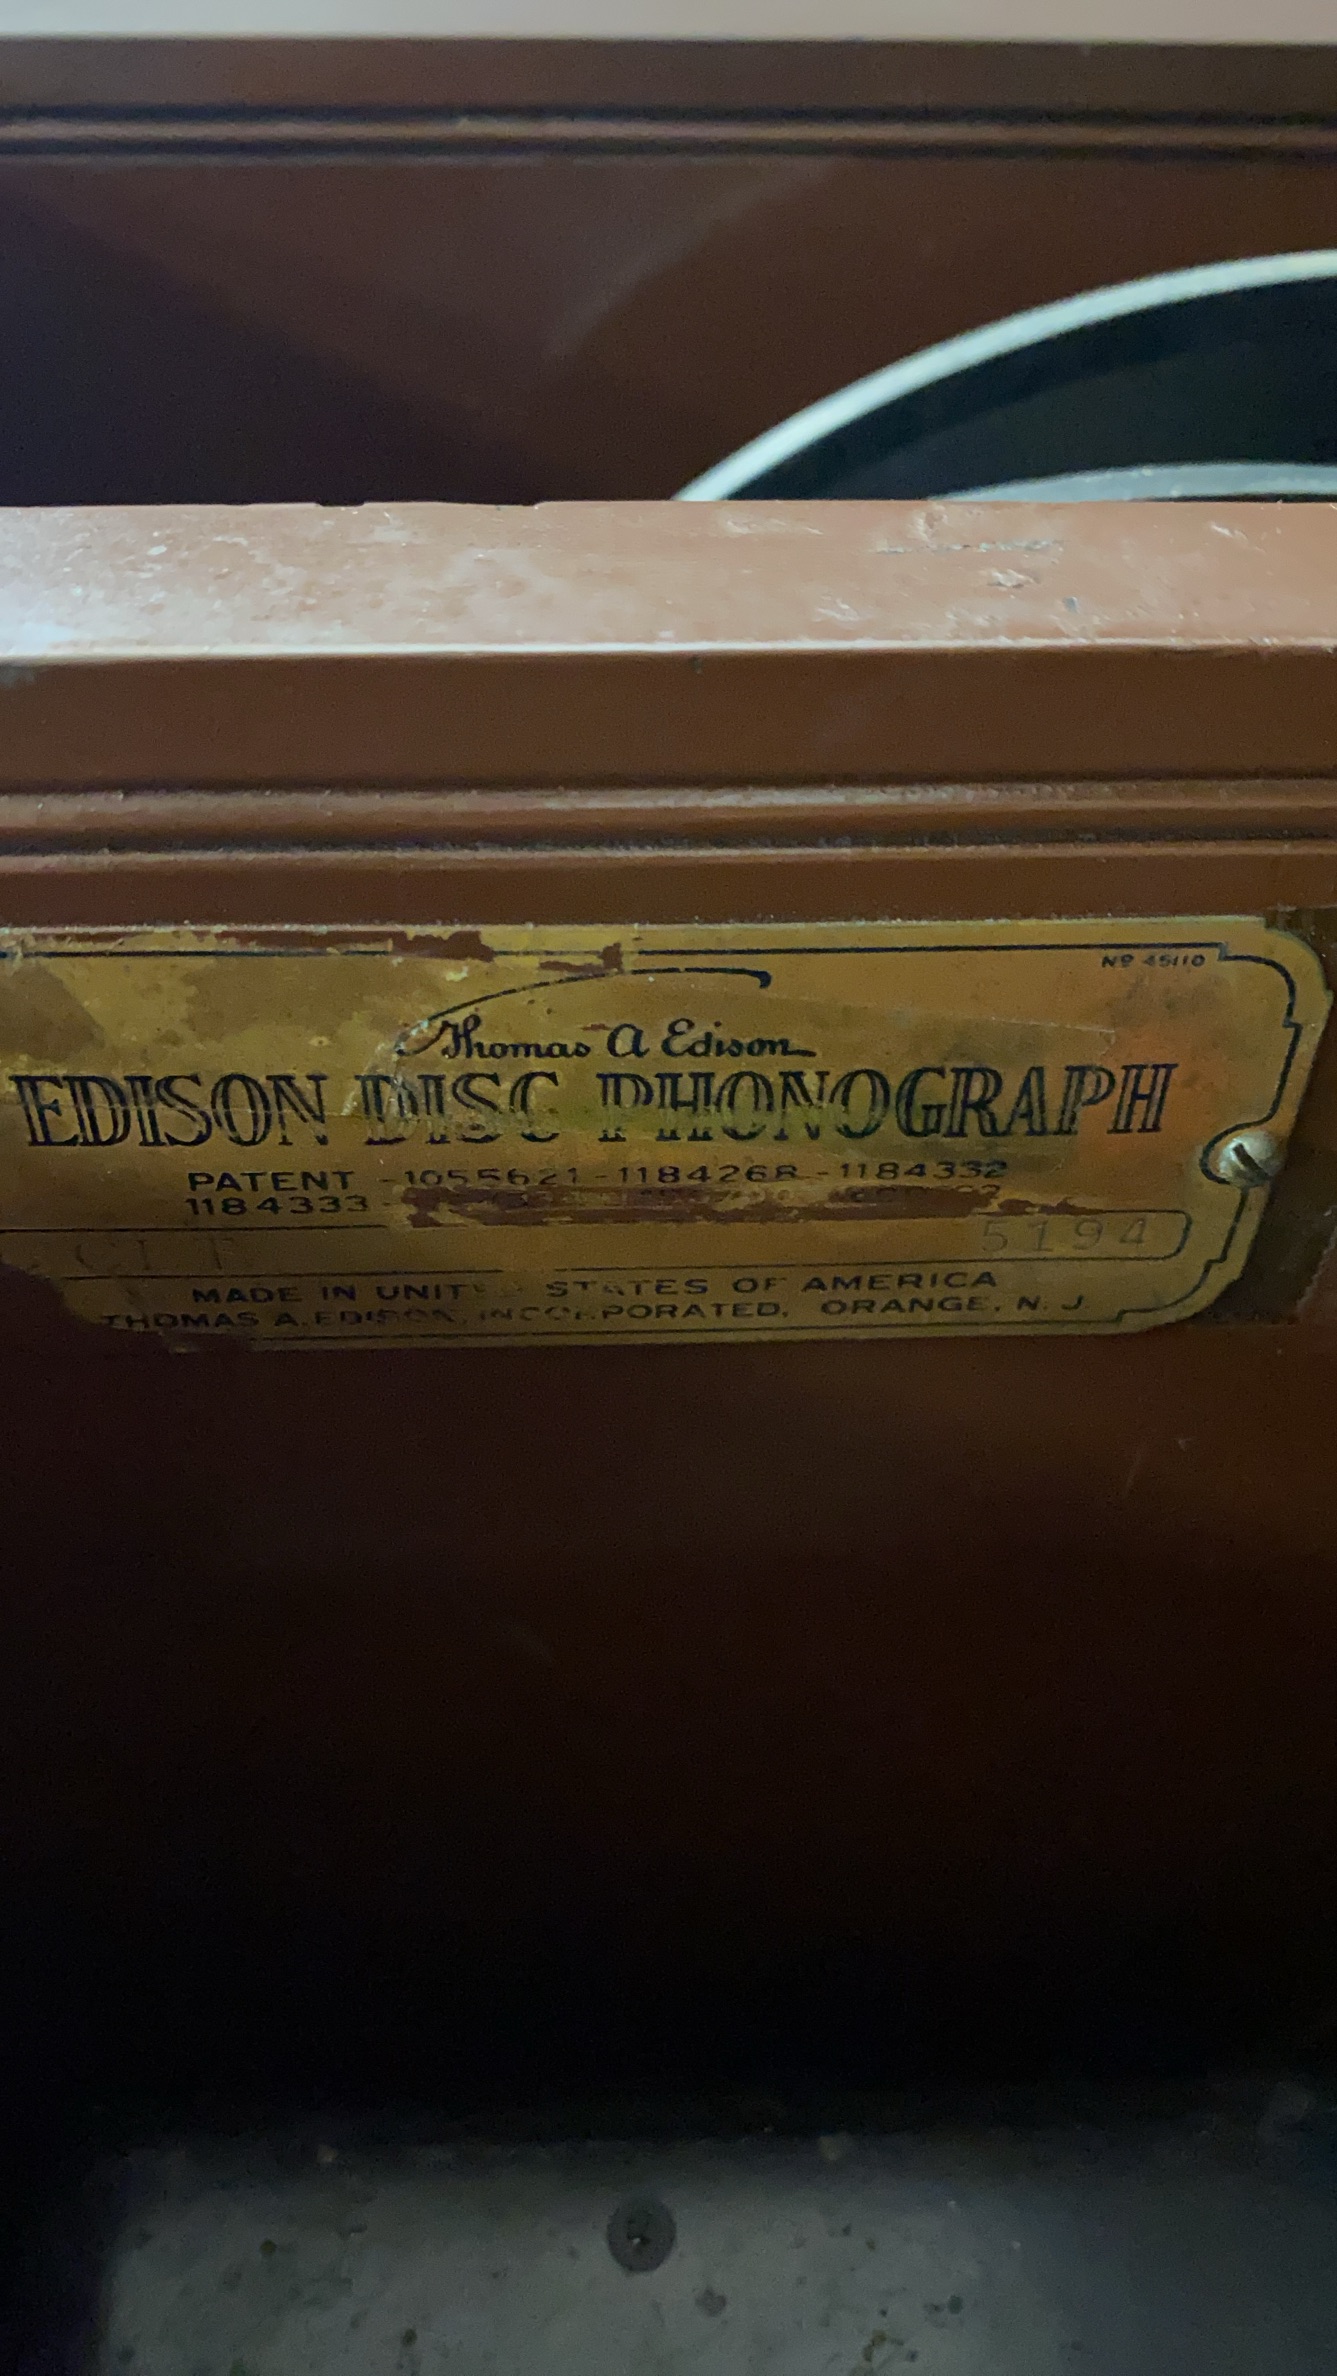 Nº 45110
Thomas A Edison
EDISON DISC PHONOGRAPH
PATENT -1055621-1184268-1184332
1184333-
5194
MADE IN UNITED STATES OF AMERICA
THOMAS A. EDISON, INCORPORATED, ORANGE, N. J.